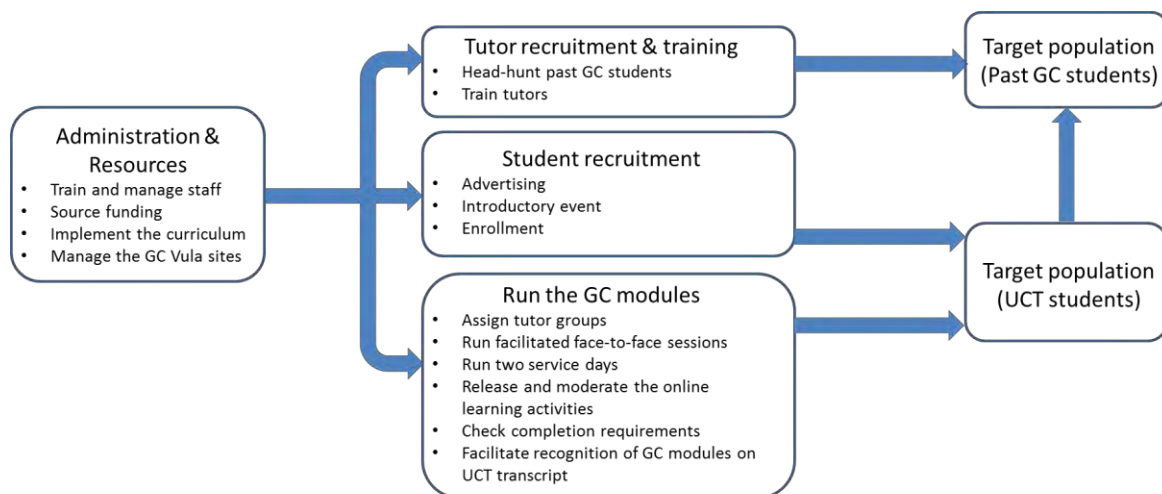 Administration &
Resources
• Train and manage staff
• Source funding
• Implement the curriculum
• Manage the GC Vula sites
Tutor recruitment & training
• Head-hunt past GC students
• Train tutors
Student recruitment
• Advertising
• Introductory event
• Enrollment
Run the GC modules
• Assign tutor groups
• Run facilitated face-to-face sessions
• Run two service days
• Release and moderate the online
learning activities
• Check completion requirements
• Facilitate recognition of GC modules on
UCT transcript
Target population
(Past GC students)
Target population
(UCT students)